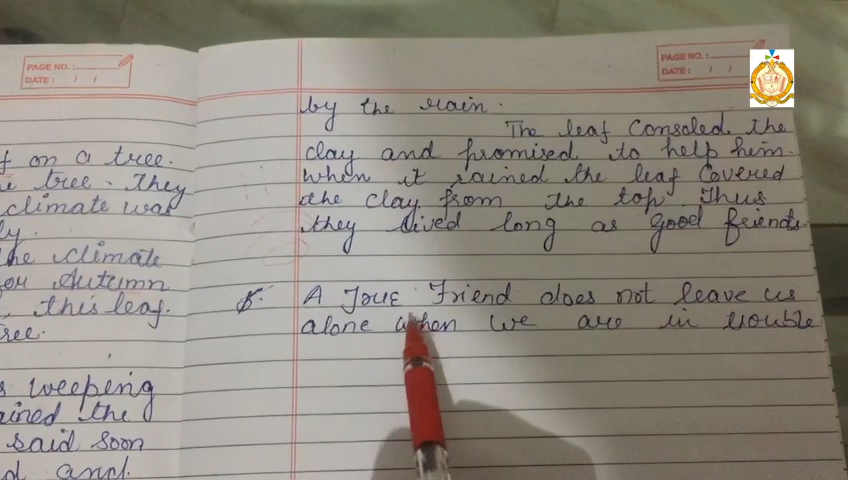 PAGE NO.:
DATE: / /
on a tree.
tree. They
climate was
the climate
Autumn
this leaf.
weeping
the
said soon
and
PAGE NO.:
DATE: / /
by the rain.
The leaf Consoled the
clay and promised to help him.
When it rained the leaf Covered
the clay from the top. Thus
they lived long as good friends
A True Friend does not leave us
alone when we are in trouble